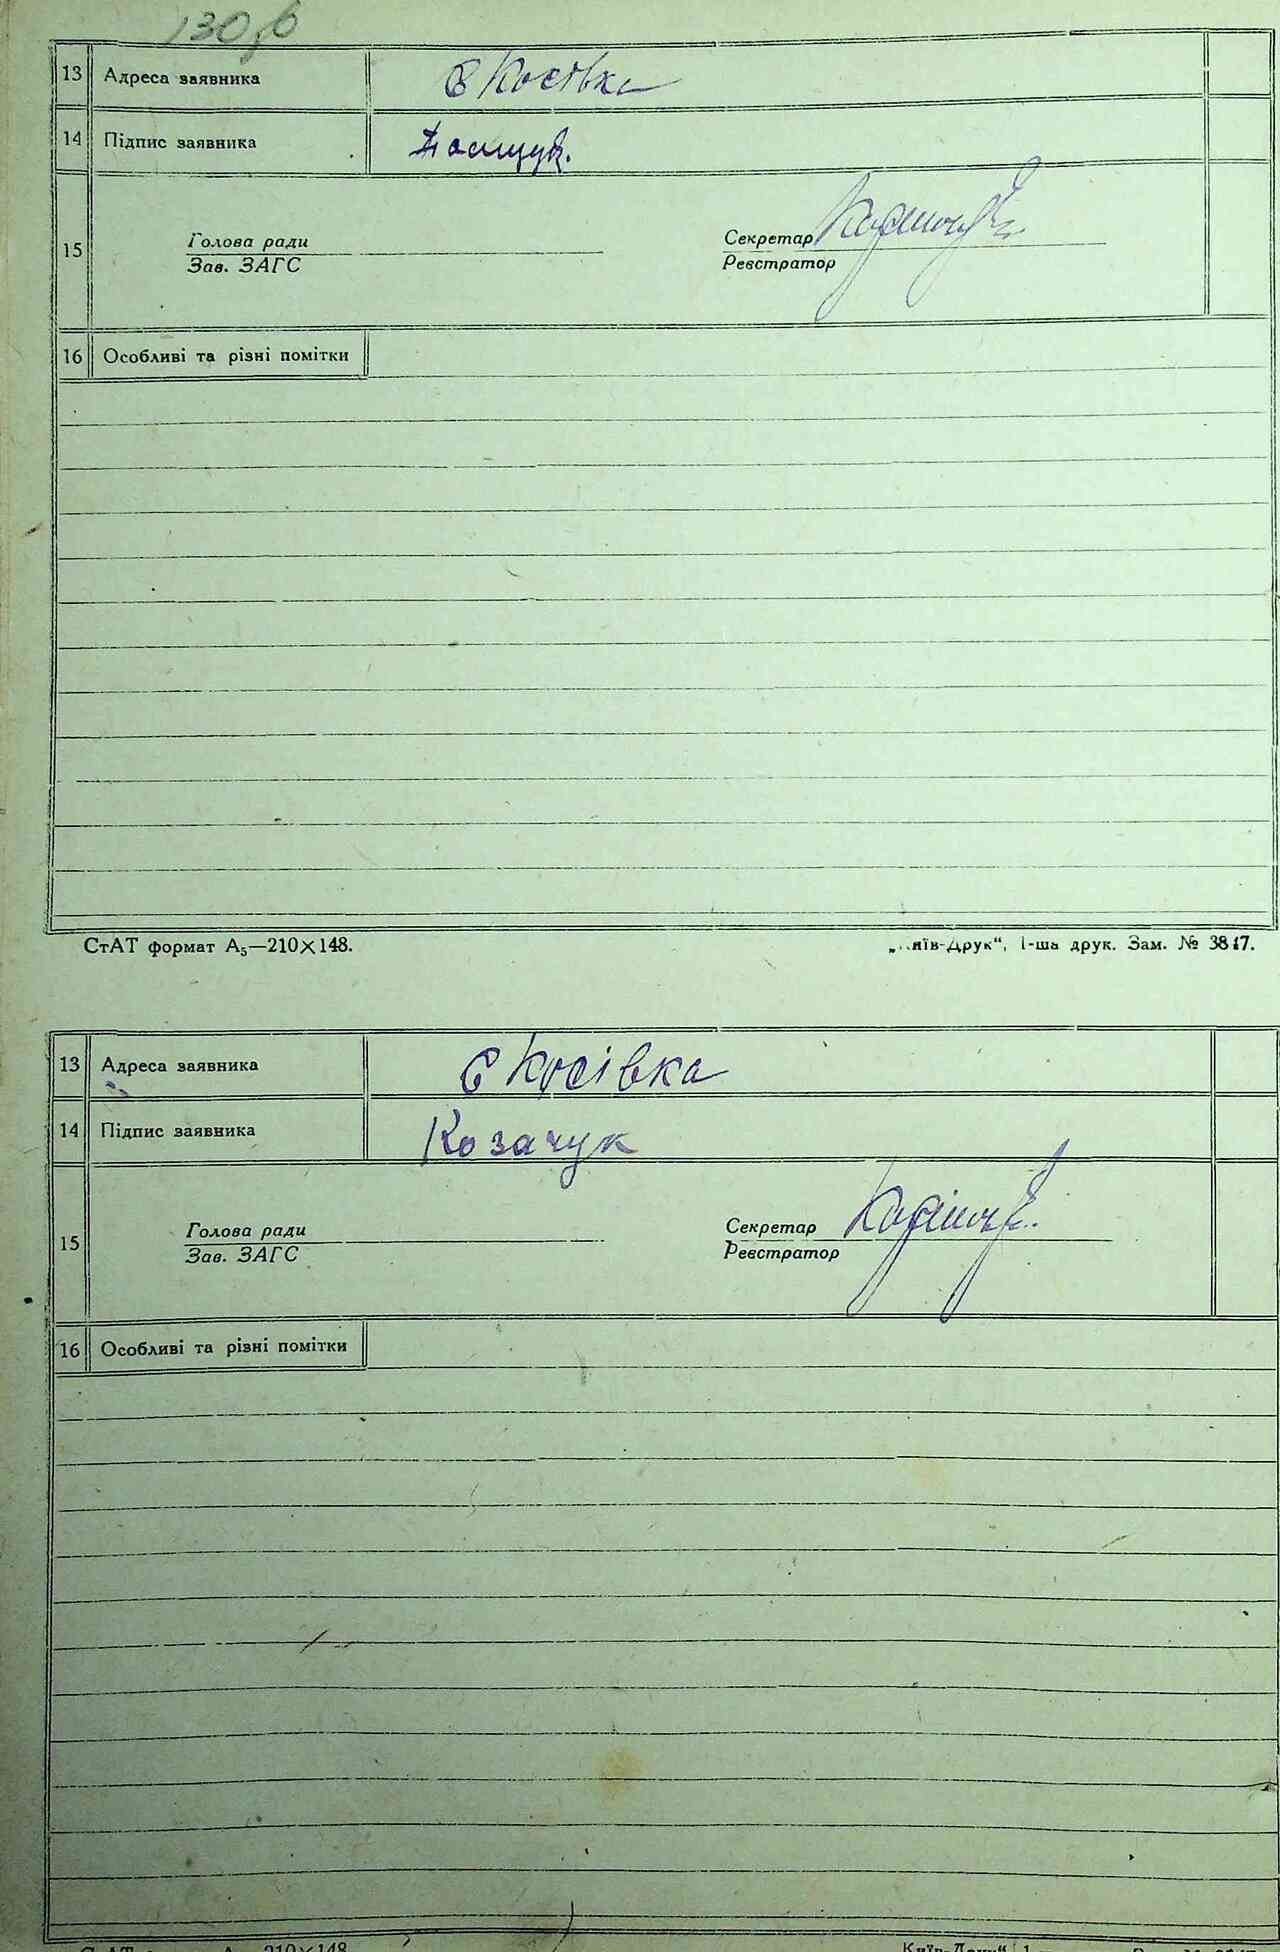 130 зв
13 Адреса заявника с Косівка
14 Підпис заявника
15 Голова ради Секретар
Зав. ЗАГС Реєстратор
16 Особливі та різні помітки
СтАТ формат А₅—210×148. „Київ-Друк“, 1-ша друк. Зам. № 3817.
13 Адреса заявника с Косівка
14 Підпис заявника Козачук
15 Голова ради Секретар
Зав. ЗАГС Реєстратор
16 Особливі та різні помітки